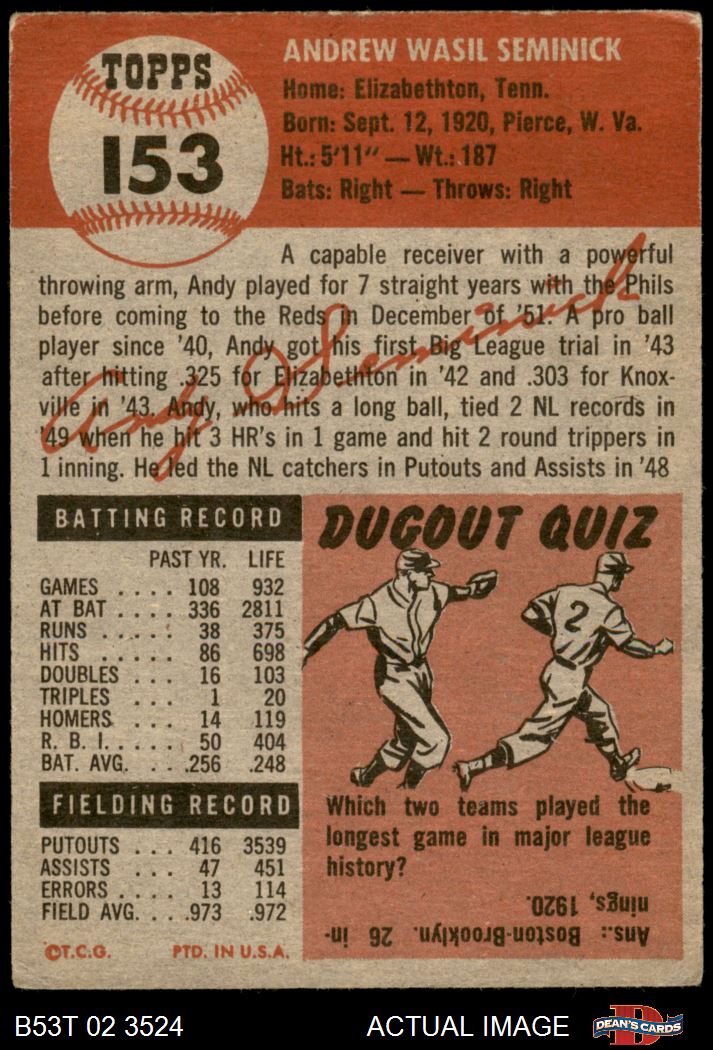 TOPPS
153
ANDREW WASIL SEMINICK
Home: Elizabethton, Tenn.
Born: Sept. 12, 1920, Pierce, W. Va.
Ht.: 5'11" — Wt.: 187
Bats: Right — Throws: Right
A capable receiver with a powerful
throwing arm, Andy played for 7 straight years with the Phils
before coming to the Reds in December of '51. A pro ball
player since '40, Andy got his first Big League trial in '43
after hitting .325 for Elizabethton in '42 and .303 for Knox-
ville in '43. Andy, who hits a long ball, tied 2 NL records in
'49 when he hit 3 HR's in 1 game and hit 2 round trippers in
1 inning. He led the NL catchers in Putouts and Assists in '48
Andy Seminick
BATTING RECORD
PAST YR. LIFE
GAMES .... 108 932
AT BAT .... 336 2811
RUNS ..... 38 375
HITS ..... 86 698
DOUBLES ... 16 103
TRIPLES ... 1 20
HOMERS ... 14 119
R. B. I. .... 50 404
BAT. AVG. . .256 .248
FIELDING RECORD
PUTOUTS ... 416 3539
ASSISTS ... 47 451
ERRORS .... 13 114
FIELD AVG. . .973 .972
©T.C.G. PTD. IN U.S.A.
DUGOUT QUIZ
2
Which two teams played the
longest game in major league
history?
Ans.: Boston-Brooklyn. 26 in-
nings, 1920.
B53T 02 3524 ACTUAL IMAGE
D
DEAN'S CARDS